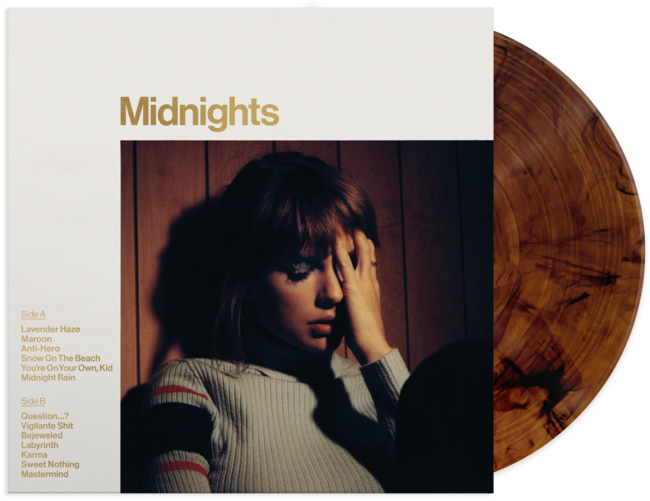 Midnights
Side A
Lavender Haze
Maroon
Anti-Hero
Snow On The Beach
You're On Your Own, Kid
Midnight Rain
Side B
Question...?
Vigilante Shit
Bejeweled
Labyrinth
Karma
Sweet Nothing
Mastermind